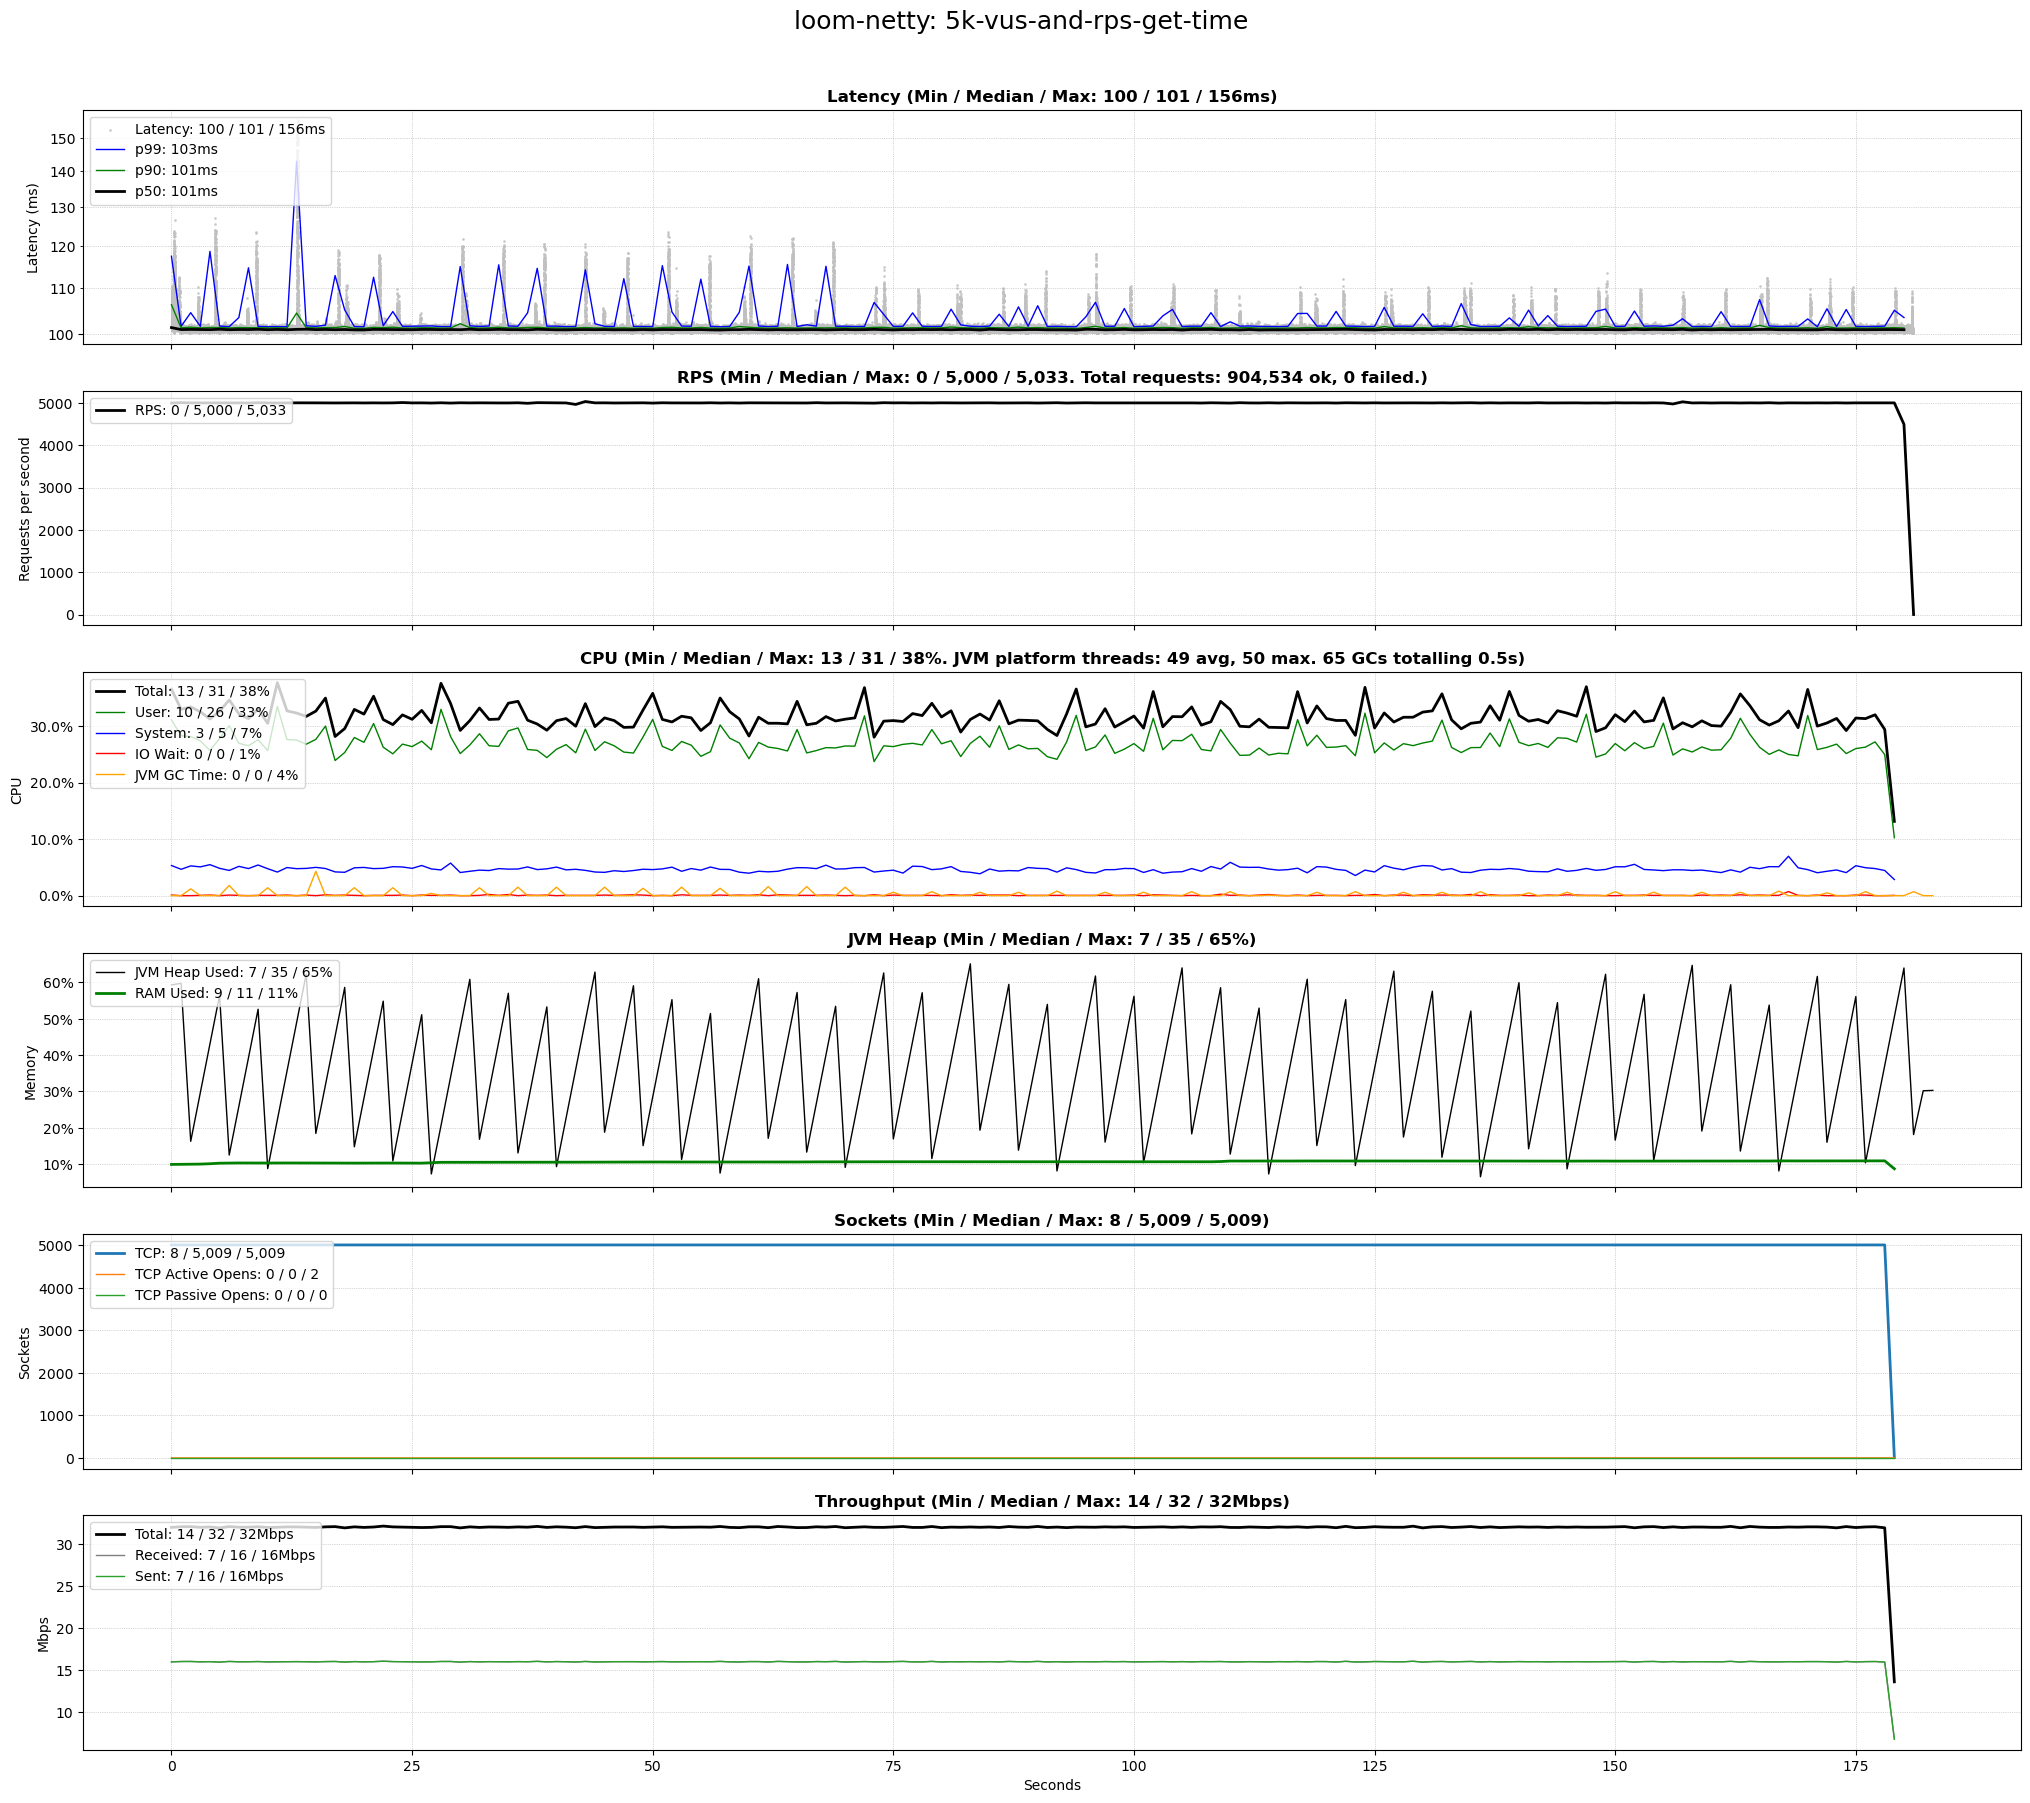 loom-netty: 5k-vus-and-rps-get-time
Latency (Min / Median / Max: 100 / 101 / 156ms)
Latency (ms)
150
140
130
120
110
100
Latency: 100 / 101 / 156ms
p99: 103ms
p90: 101ms
p50: 101ms
RPS (Min / Median / Max: 0 / 5,000 / 5,033. Total requests: 904,534 ok, 0 failed.)
Requests per second
5000
4000
3000
2000
1000
0
RPS: 0 / 5,000 / 5,033
CPU (Min / Median / Max: 13 / 31 / 38%. JVM platform threads: 49 avg, 50 max. 65 GCs totalling 0.5s)
CPU
30.0%
20.0%
10.0%
0.0%
Total: 13 / 31 / 38%
User: 10 / 26 / 33%
System: 3 / 5 / 7%
IO Wait: 0 / 0 / 1%
JVM GC Time: 0 / 0 / 4%
JVM Heap (Min / Median / Max: 7 / 35 / 65%)
Memory
60%
50%
40%
30%
20%
10%
JVM Heap Used: 7 / 35 / 65%
RAM Used: 9 / 11 / 11%
Sockets (Min / Median / Max: 8 / 5,009 / 5,009)
Sockets
5000
4000
3000
2000
1000
0
TCP: 8 / 5,009 / 5,009
TCP Active Opens: 0 / 0 / 2
TCP Passive Opens: 0 / 0 / 0
Throughput (Min / Median / Max: 14 / 32 / 32Mbps)
Mbps
30
25
20
15
10
Total: 14 / 32 / 32Mbps
Received: 7 / 16 / 16Mbps
Sent: 7 / 16 / 16Mbps
0 25 50 75 100 125 150 175
Seconds